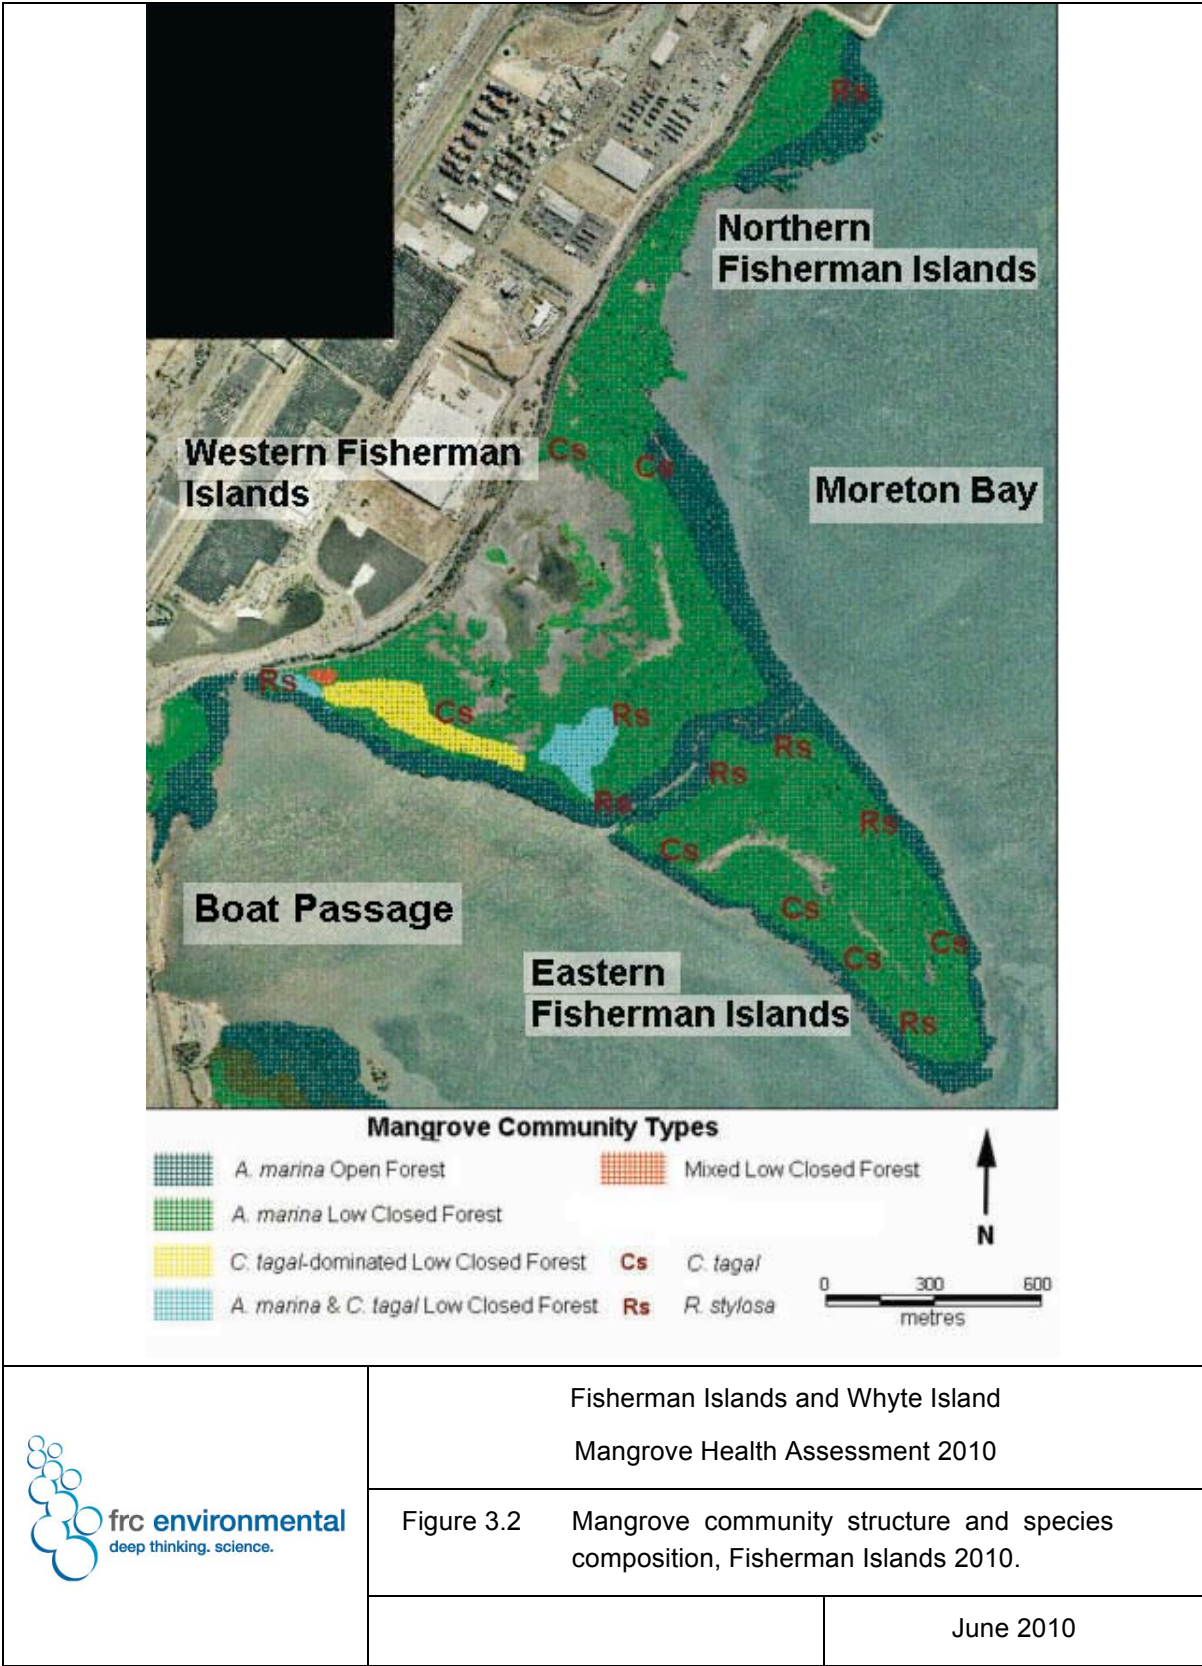 Rs
Northern
Fisherman Islands
Western Fisherman
Islands
Cs
Cs
Moreton Bay
Rs
Cs
Rs
Rs
Rs
Rs
Rs
Cs
Boat Passage
Cs
Cs
Cs
Eastern
Fisherman Islands
Rs
Mangrove Community Types
A. marina Open Forest
Mixed Low Closed Forest
A. marina Low Closed Forest
N
C. tagal-dominated Low Closed Forest
Cs C. tagal
A. marina & C. tagal Low Closed Forest
Rs R. stylosa
0 300 600
metres
frc environmental
deep thinking. science.
Fisherman Islands and Whyte Island
Mangrove Health Assessment 2010
Figure 3.2 Mangrove community structure and species
composition, Fisherman Islands 2010.
June 2010